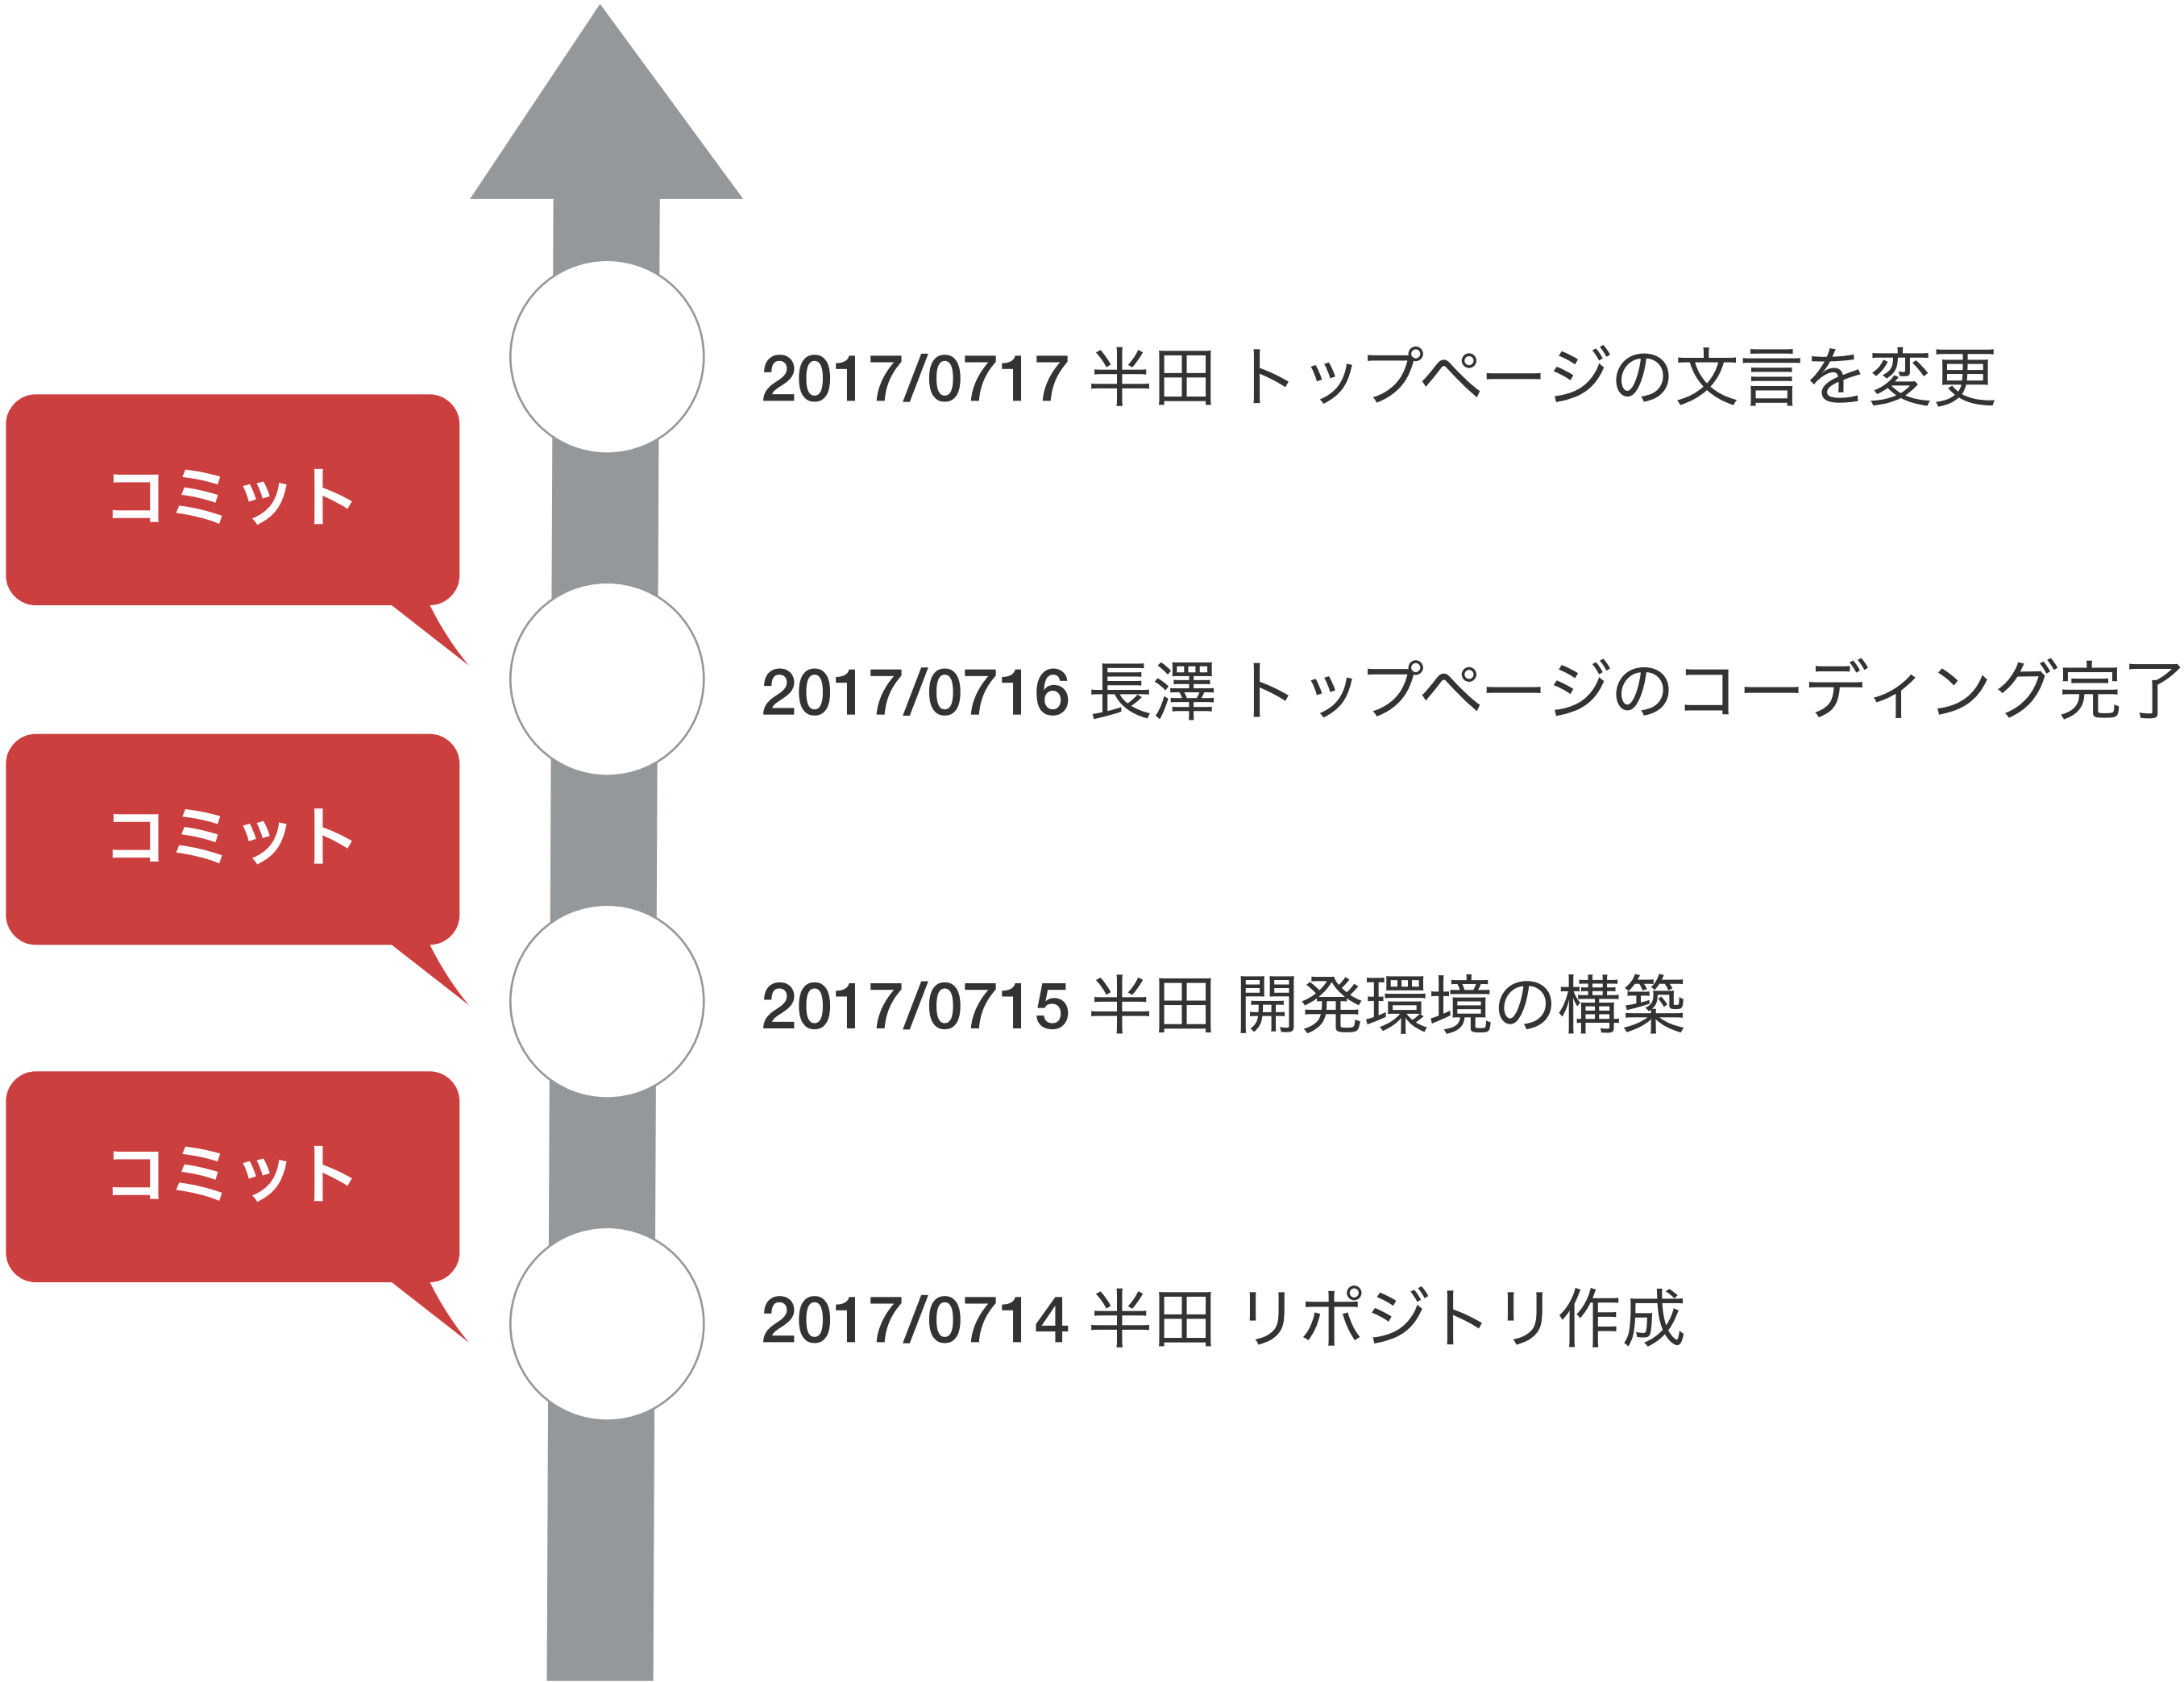 2017/0717 半田 トップページの文言を変更
コミット
2017/0716 長澤 トップページのコーディング完了
コミット
2017/0715 半田 開発環境の構築
コミット
2017/0714 半田 リポジトリ作成